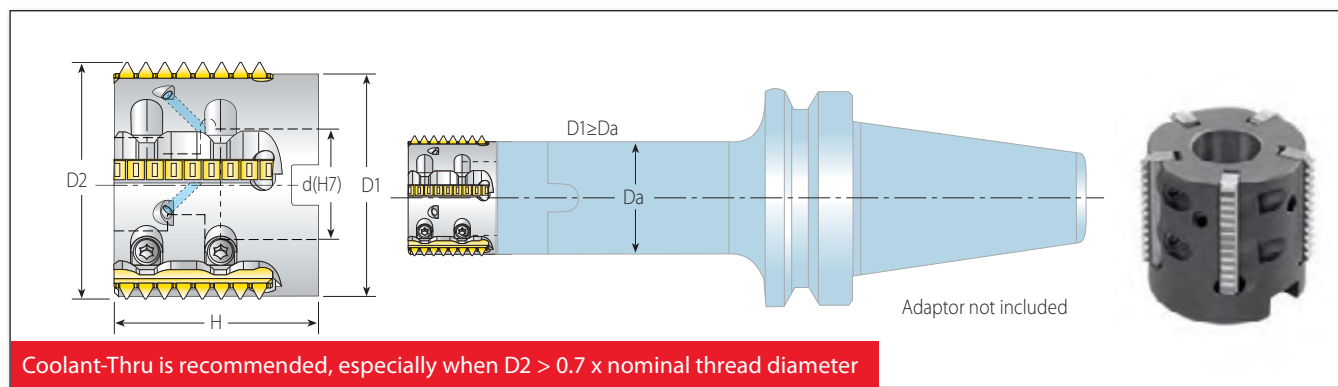 D2
H
d(H7)
D1
D1≥Da
Da
Adaptor not included
Coolant-Thru is recommended, especially when D2 > 0.7 x nominal thread diameter